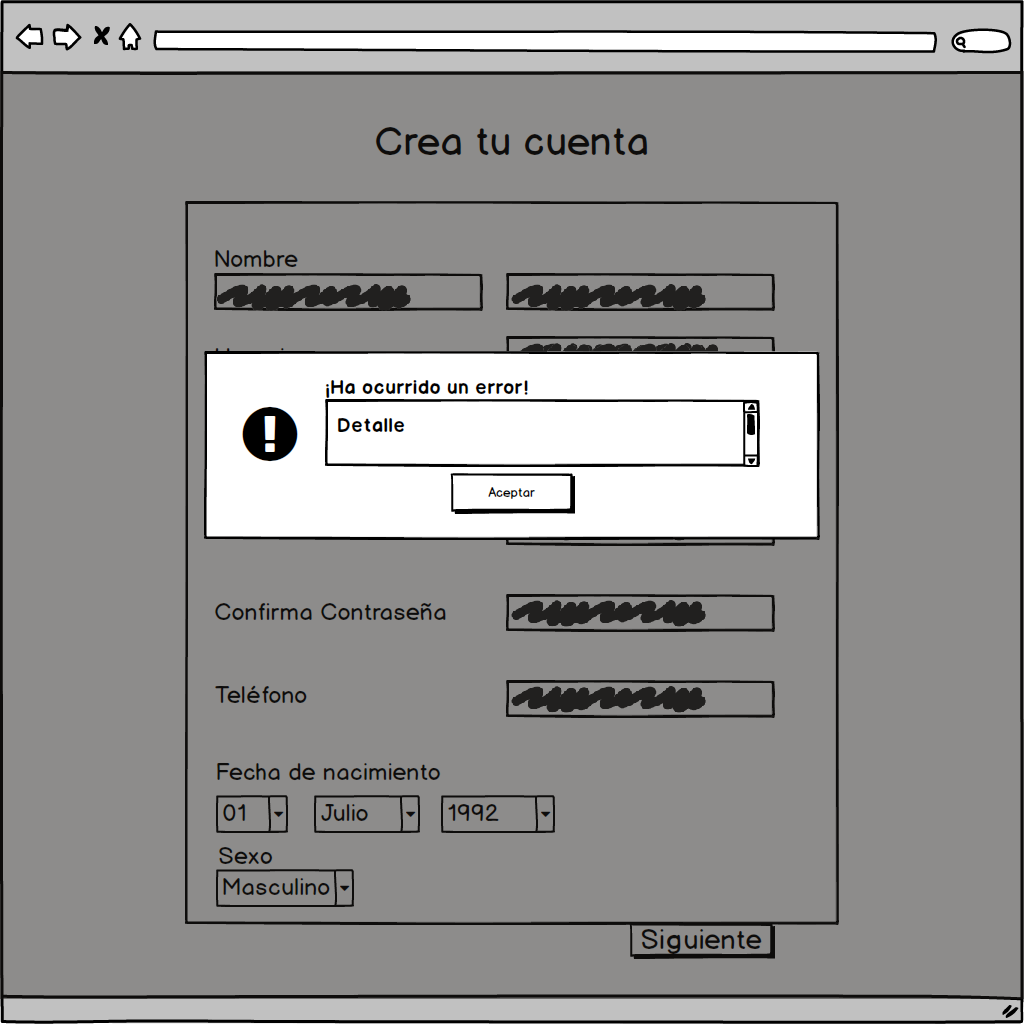 Crea tu cuenta
Nombre
¡Ha ocurrido un error!
Detalle
Aceptar
Confirma Contraseña
Teléfono
Fecha de nacimiento
01 Julio 1992
Sexo
Masculino
Siguiente